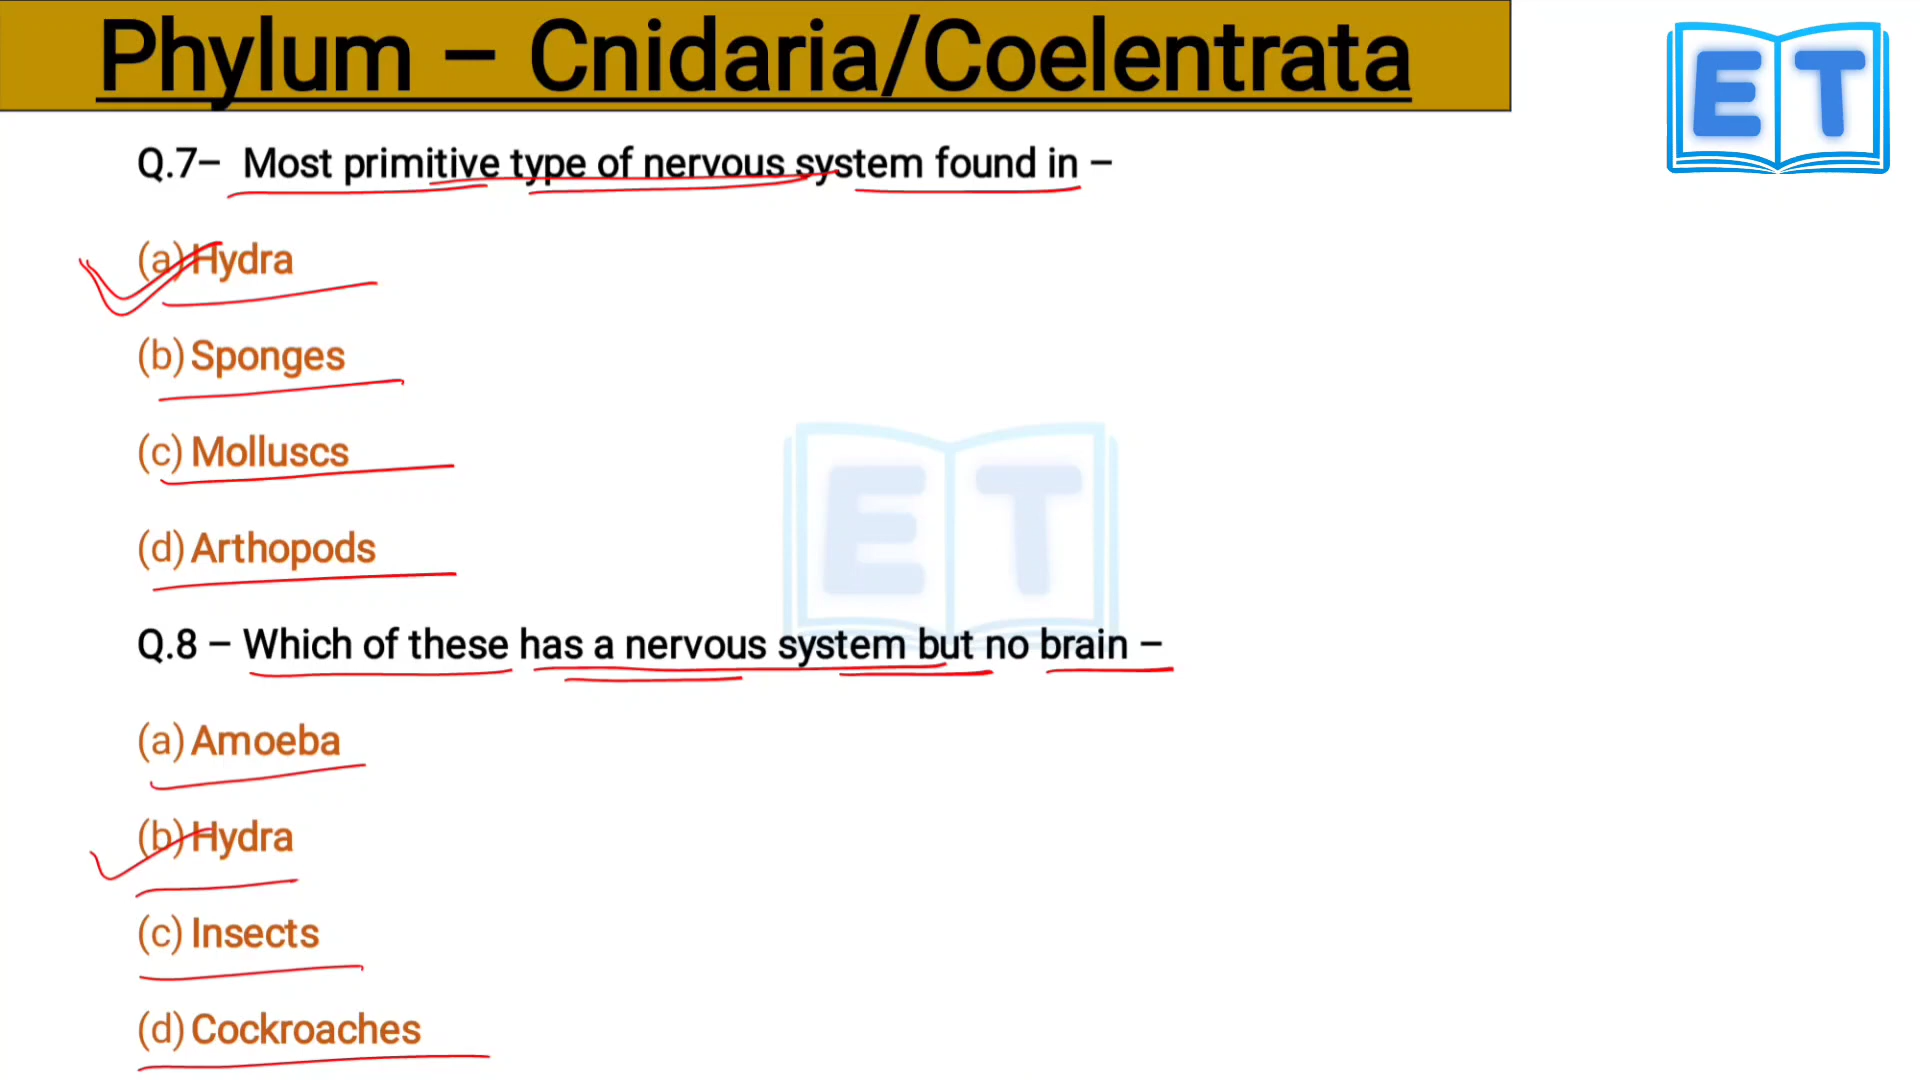 Phylum – Cnidaria/Coelentrata
ET
Q.7– Most primitive type of nervous system found in –
(a) Hydra
(b) Sponges
(c) Molluscs
(d) Arthopods
ET
Q.8 – Which of these has a nervous system but no brain –
(a) Amoeba
(b) Hydra
(c) Insects
(d) Cockroaches